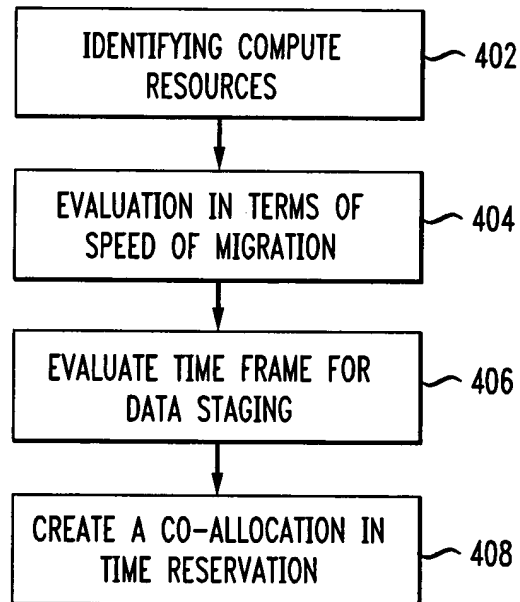 IDENTIFYING COMPUTE
RESOURCES
402
EVALUATION IN TERMS OF
SPEED OF MIGRATION
404
EVALUATE TIME FRAME FOR
DATA STAGING
406
CREATE A CO-ALLOCATION IN
TIME RESERVATION
408